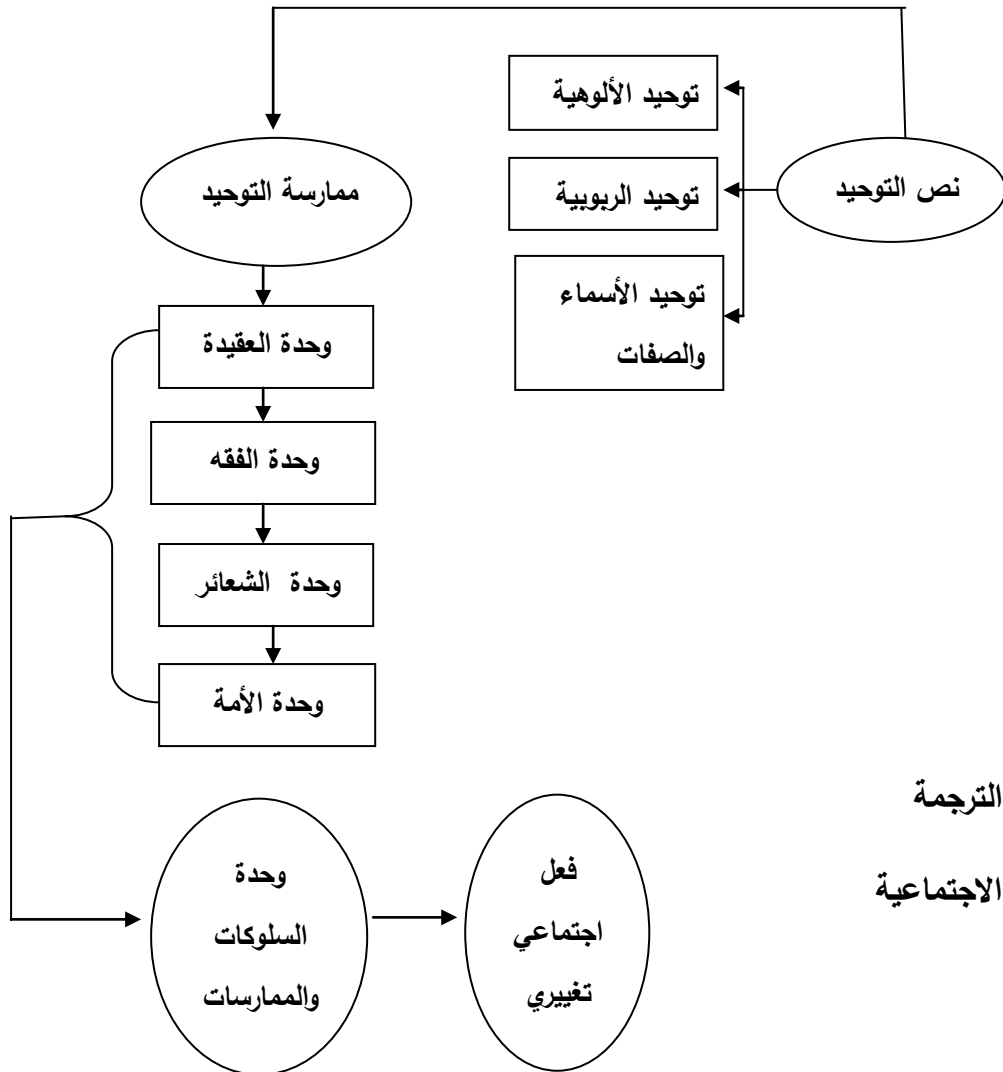 نص التوحيد
توحيد الألوهية
توحيد الربوبية
توحيد الأسماء
والصفات
ممارسة التوحيد
وحدة العقيدة
وحدة الفقه
وحدة الشعائر
وحدة الأمة
الترجمة
الاجتماعية
وحدة
السلوكات
والممارسات
فعل
اجتماعي
تغييري